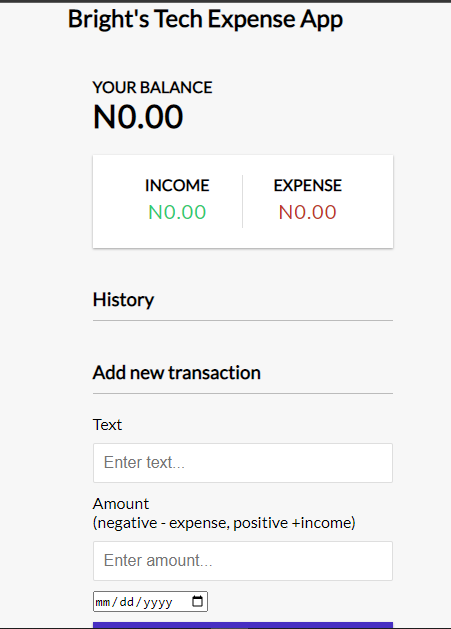 Bright's Tech Expense App
YOUR BALANCE
N0.00
INCOME
EXPENSE
N0.00
N0.00
History
Add new transaction
Text
Enter text...
Amount
(negative - expense, positive +income)
Enter amount...
mm/dd/yyyy